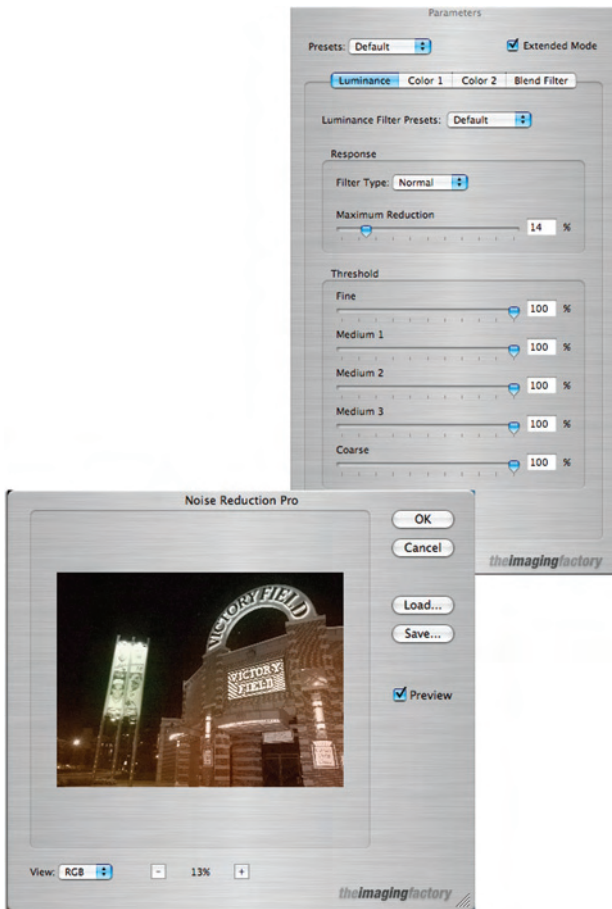 Parameters
Presets: Default
Extended Mode
Luminance Color 1 Color 2 Blend Filter
Luminance Filter Presets: Default
Response
Filter Type: Normal
Maximum Reduction
14 %
Threshold
Fine
100 %
Medium 1
100 %
Medium 2
100 %
Medium 3
100 %
Coarse
100 %
theimagingfactory
Noise Reduction Pro
OK
Cancel
Load...
Save...
Preview
VICTORY FIELD
VICTORY
FIELD
View: RGB - 13% +
theimagingfactory